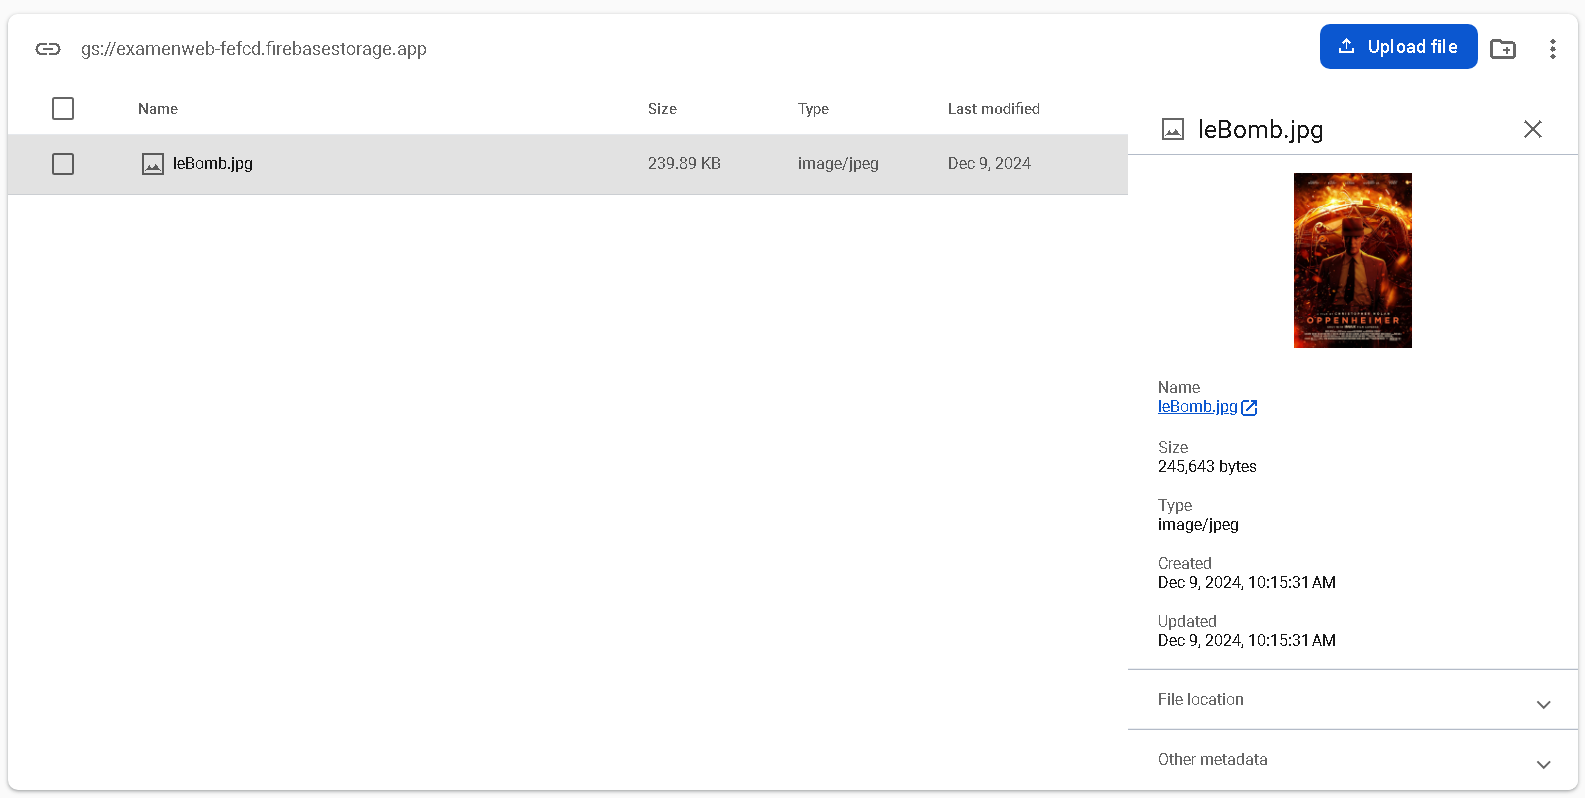 gs://examenweb-fefcd.firebasestorage.app
Upload file
Name Size Type Last modified
leBomb.jpg 239.89 KB image/jpeg Dec 9, 2024
leBomb.jpg
OPPENHEIMER
Name
leBomb.jpg
Size
245,643 bytes
Type
image/jpeg
Created
Dec 9, 2024, 10:15:31 AM
Updated
Dec 9, 2024, 10:15:31 AM
File location
Other metadata